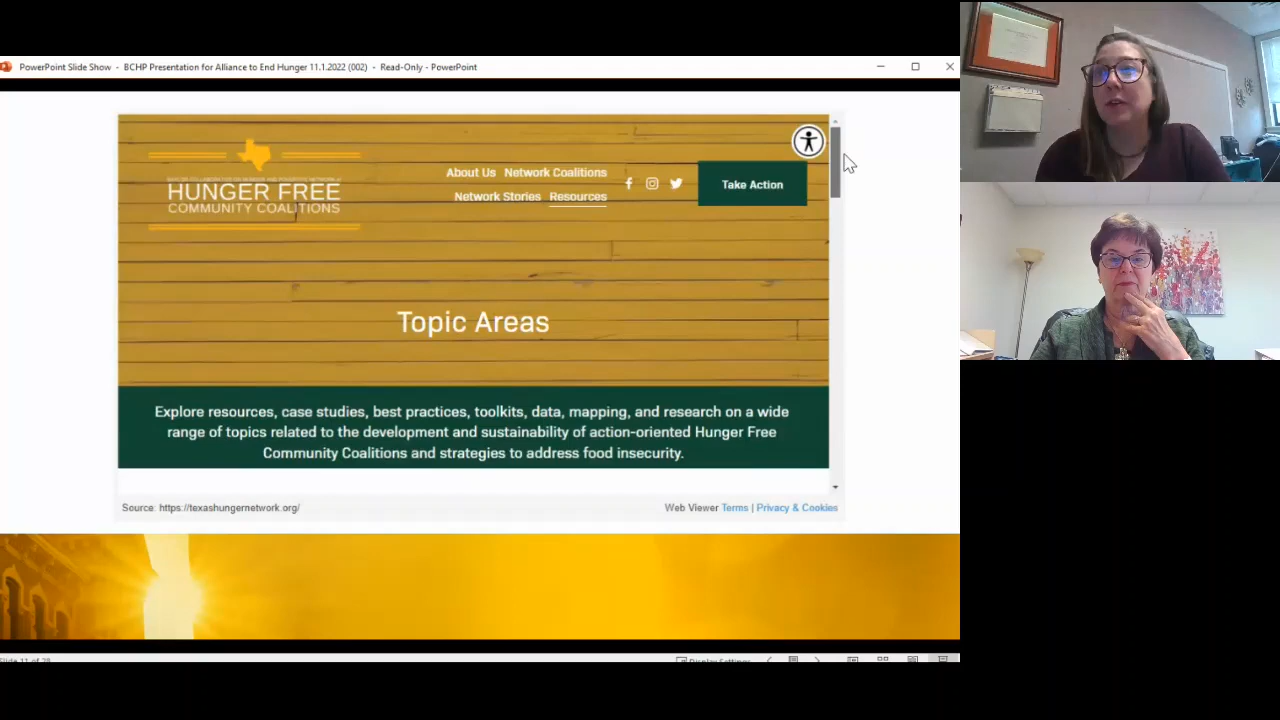 PowerPoint Slide Show - BCHP Presentation for Alliance to End Hunger 11.1.2022 (002) - Read-Only - PowerPoint
HUNGER FREE
COMMUNITY COALITIONS
About Us Network Coalitions
Network Stories Resources
Take Action
Topic Areas
Explore resources, case studies, best practices, toolkits, data, mapping, and research on a wide
range of topics related to the development and sustainability of action-oriented Hunger Free
Community Coalitions and strategies to address food insecurity.
Source: https://texashungernetwork.org/
Web Viewer Terms | Privacy & Cookies
Display Settings